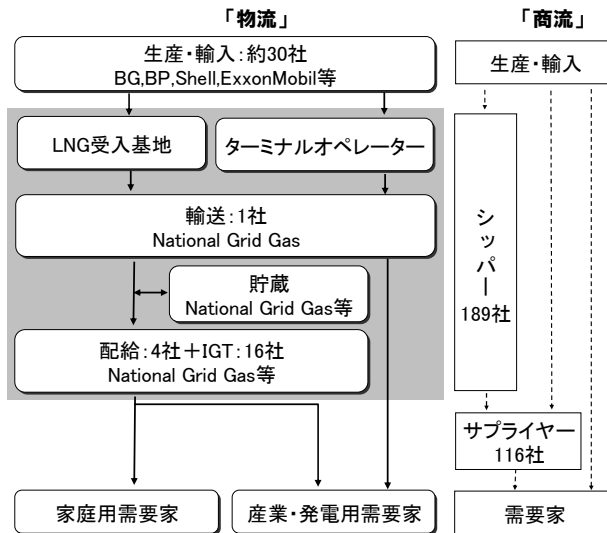 「物流」
生産・輸入：約30社
BG,BP,Shell,ExxonMobil等
LNG受入基地
ターミナルオペレーター
輸送：1社
National Grid Gas
貯蔵
National Grid Gas等
配給：4社＋IGT：16社
National Grid Gas等
家庭用需要家
産業・発電用需要家
「商流」
生産・輸入
シッパー
189社
サプライヤー
116社
需要家